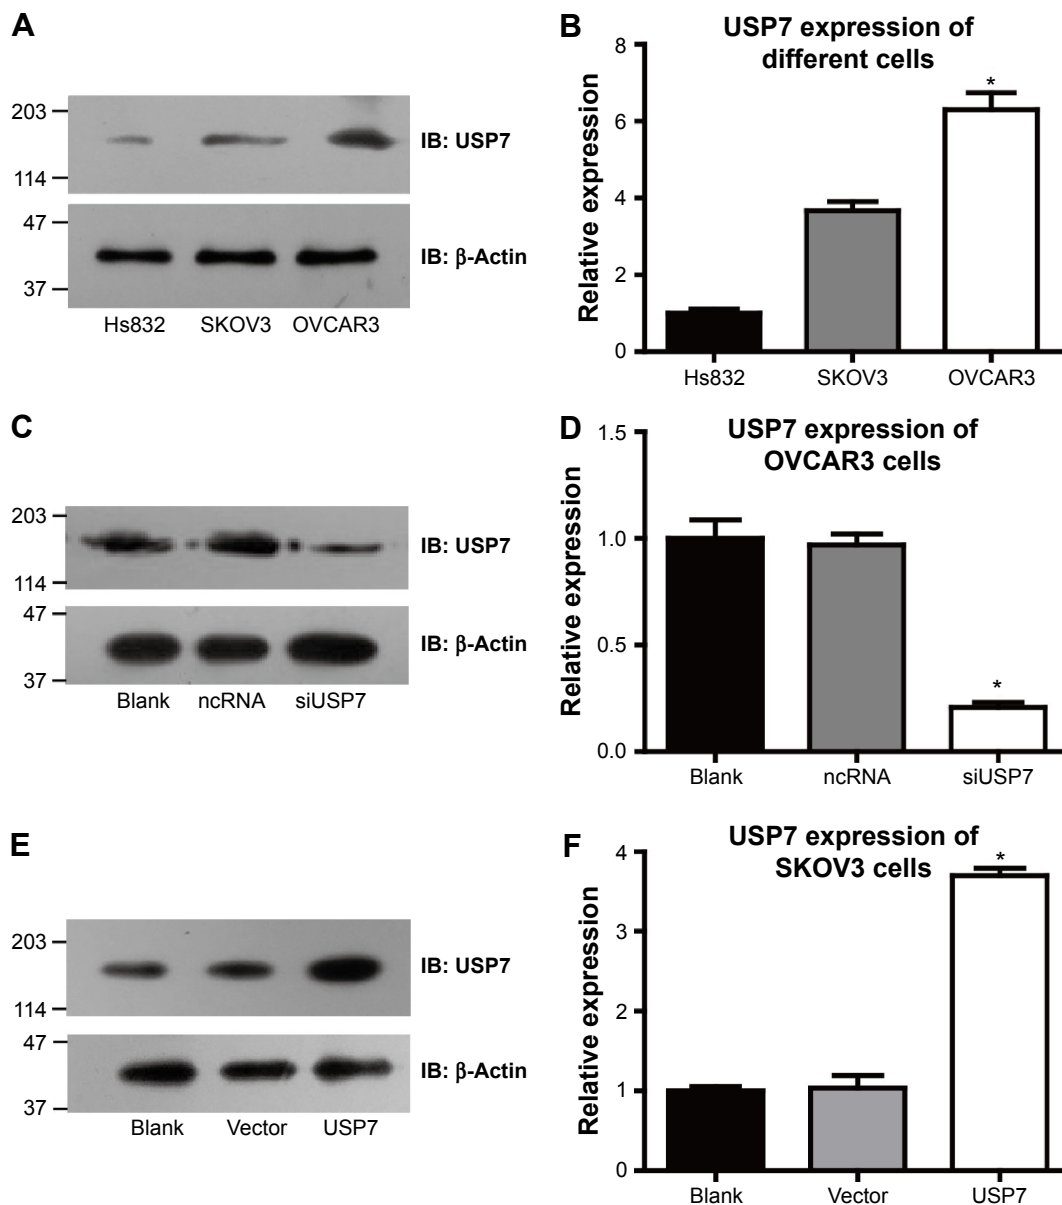 A
203
IB: USP7
114
47
IB: β-Actin
37
Hs832 SKOV3 OVCAR3
B
USP7 expression of
different cells
Relative expression
8
6
4
2
0
*
Hs832 SKOV3 OVCAR3
C
203
IB: USP7
114
47
IB: β-Actin
37
Blank ncRNA siUSP7
D
USP7 expression of
OVCAR3 cells
Relative expression
1.5
1.0
0.5
0.0
*
Blank ncRNA siUSP7
E
203
IB: USP7
114
47
IB: β-Actin
37
Blank Vector USP7
F
USP7 expression of
SKOV3 cells
Relative expression
4
3
2
1
0
*
Blank Vector USP7